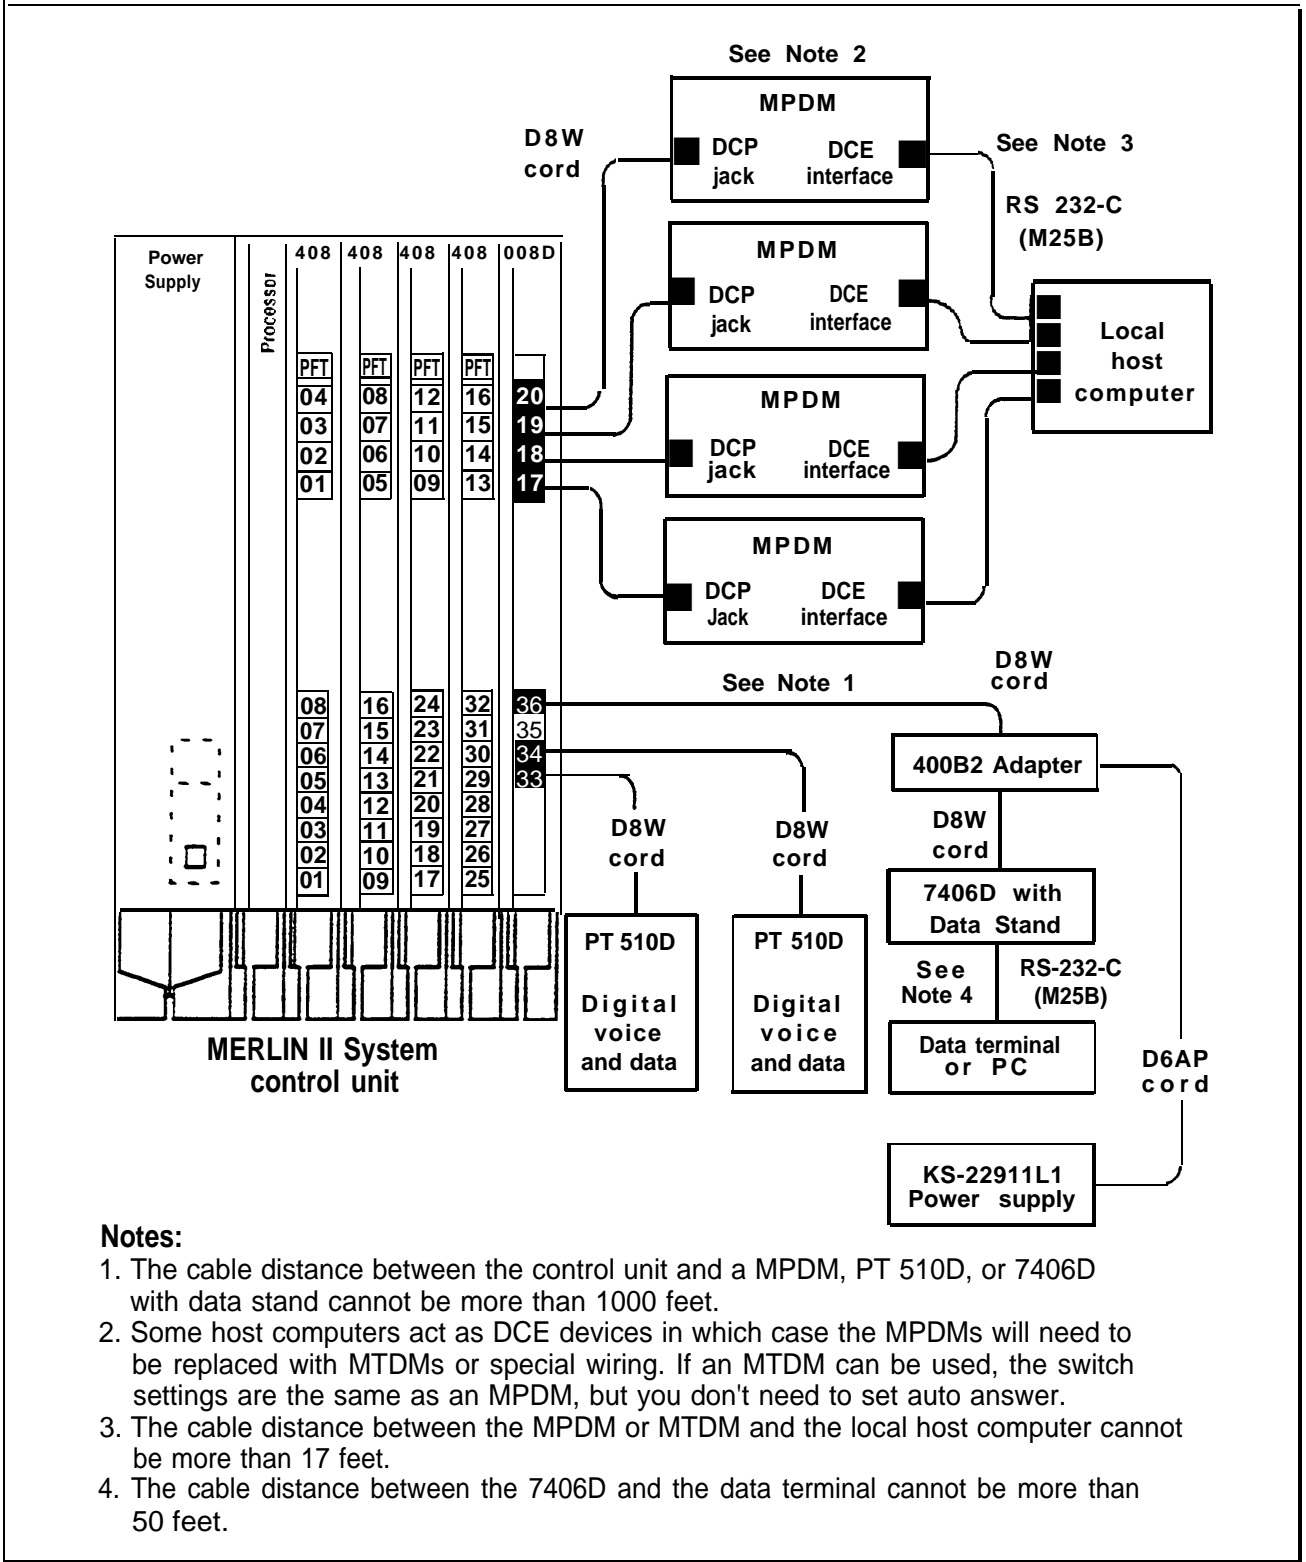 See Note 2
MPDM
DCP jack
DCE interface
D8W cord
See Note 3
RS 232-C
(M25B)
MPDM
DCP jack
DCE interface
Local
host
computer
MPDM
DCP jack
DCE interface
MPDM
DCP Jack
DCE interface
Power Supply
Processor
408 408 408 408 008D
PFT PFT PFT PFT
04 08 12 16 20
03 07 11 15 19
02 06 10 14 18
01 05 09 13 17
08 16 24 32 36
07 15 23 31 35
06 14 22 30 34
05 13 21 29 33
04 12 20 28
03 11 19 27
02 10 18 26
01 09 17 25
See Note 1
D8W
cord
400B2 Adapter
D8W
cord
D8W
cord
D8W
cord
7406D with
Data Stand
PT 510D
Digital
voice
and data
PT 510D
Digital
voice
and data
See
Note 4
RS-232-C
(M25B)
Data terminal
or PC
D6AP
cord
KS-22911L1
Power supply
MERLIN II System
control unit
Notes:
1. The cable distance between the control unit and a MPDM, PT 510D, or 7406D
with data stand cannot be more than 1000 feet.
2. Some host computers act as DCE devices in which case the MPDMs will need to
be replaced with MTDMs or special wiring. If an MTDM can be used, the switch
settings are the same as an MPDM, but you don't need to set auto answer.
3. The cable distance between the MPDM or MTDM and the local host computer cannot
be more than 17 feet.
4. The cable distance between the 7406D and the data terminal cannot be more than
50 feet.